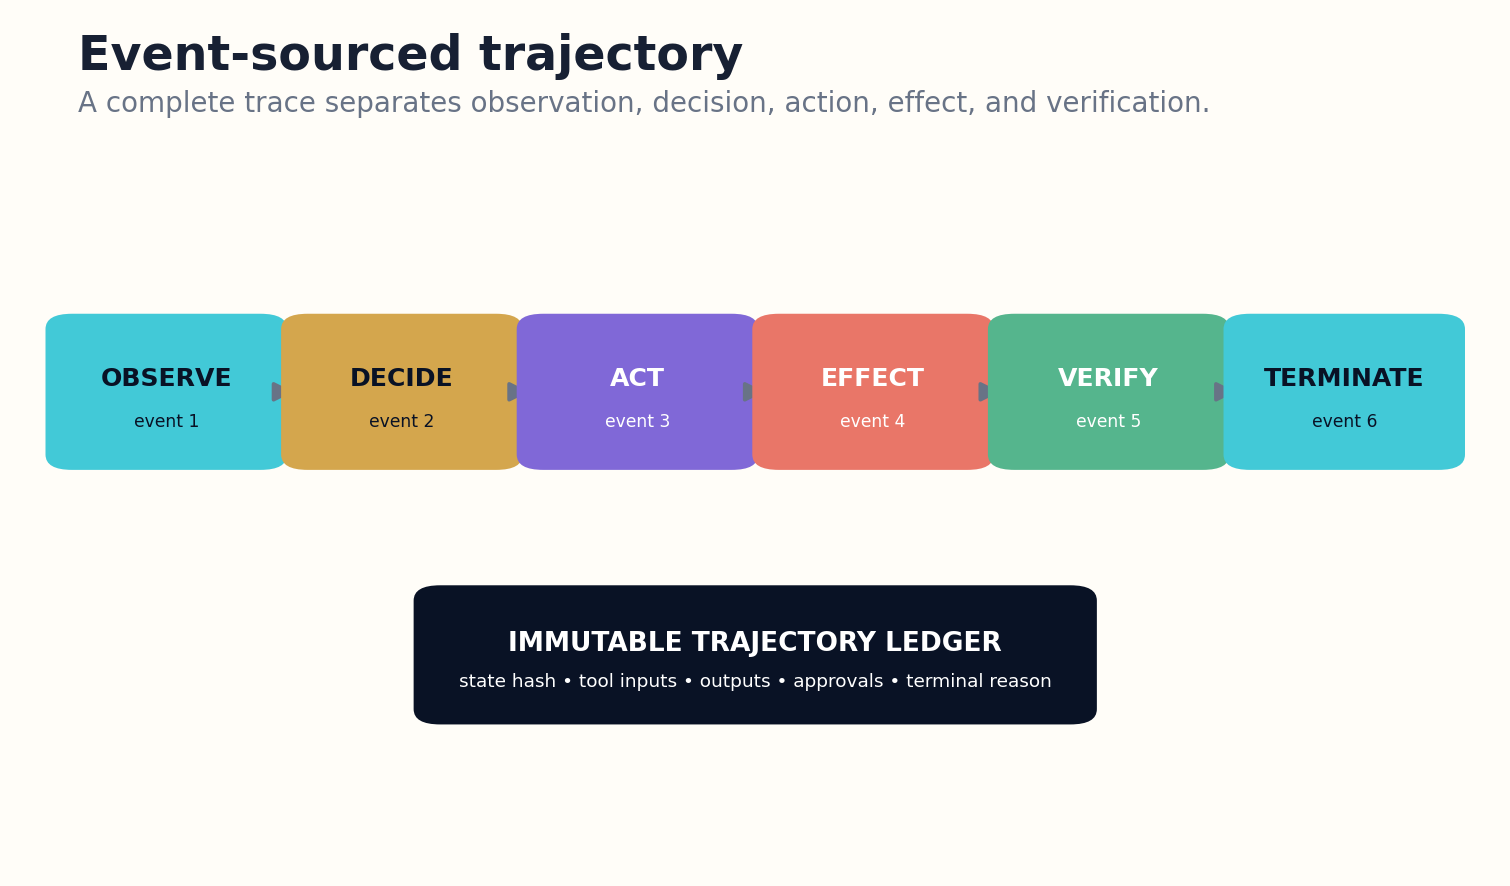 Event-sourced trajectory
A complete trace separates observation, decision, action, effect, and verification.
OBSERVE
event 1
DECIDE
event 2
ACT
event 3
EFFECT
event 4
VERIFY
event 5
TERMINATE
event 6
IMMUTABLE TRAJECTORY LEDGER
state hash • tool inputs • outputs • approvals • terminal reason